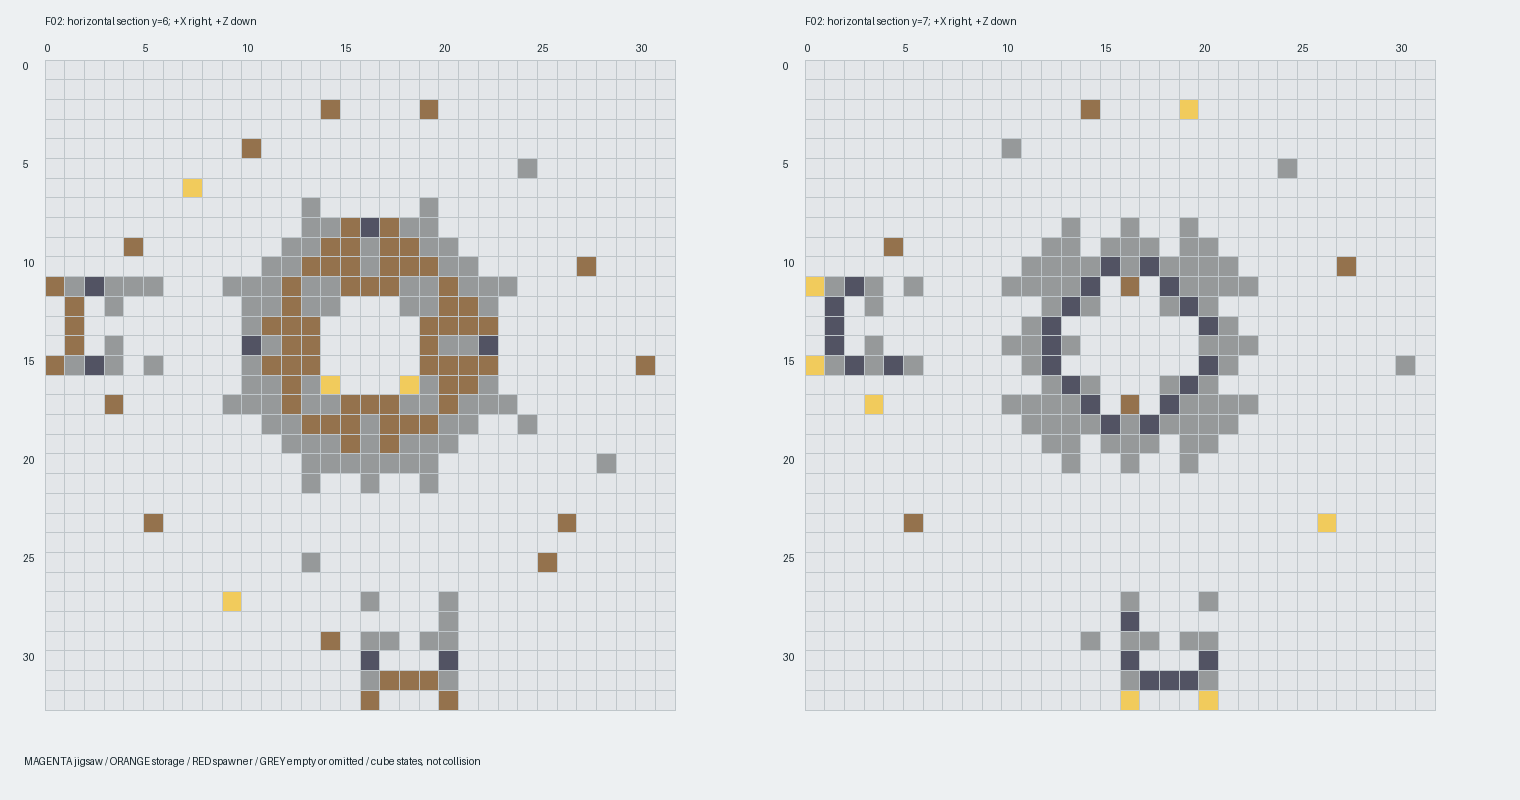 F02: horizontal section y=6; +X right, +Z down
F02: horizontal section y=7; +X right, +Z down
0 5 10 15 20 25 30
0 5 10 15 20 25 30
0 0
5 5
10 10
15 15
20 20
25 25
30 30
MAGENTA jigsaw / ORANGE storage / RED spawner / GREY empty or omitted / cube states, not collision